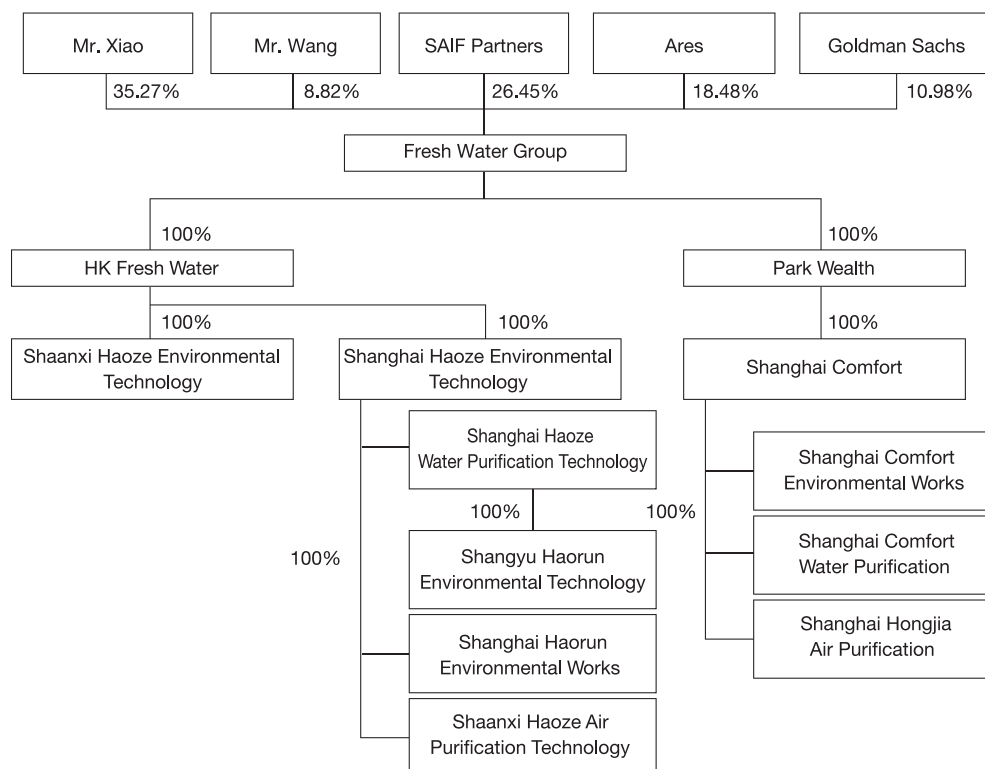 Mr. Xiao
Mr. Wang
SAIF Partners
Ares
Goldman Sachs
35.27%
8.82%
26.45%
18.48%
10.98%
Fresh Water Group
100%
100%
HK Fresh Water
Park Wealth
100%
100%
100%
Shaanxi Haoze Environmental
Technology
Shanghai Haoze Environmental
Technology
Shanghai Comfort
Shanghai Haoze
Water Purification Technology
Shanghai Comfort
Environmental Works
100%
100%
100%
Shangyu Haorun
Environmental Technology
Shanghai Comfort
Water Purification
Shanghai Haorun
Environmental Works
Shanghai Hongjia
Air Purification
Shaanxi Haoze Air
Purification Technology